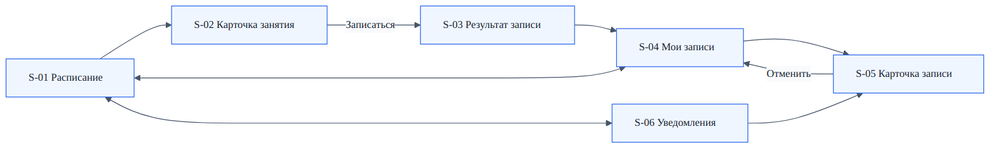 S-02 Карточка занятия
Записаться
S-03 Результат записи
S-04 Мои записи
S-01 Расписание
Отменить
S-05 Карточка записи
S-06 Уведомления